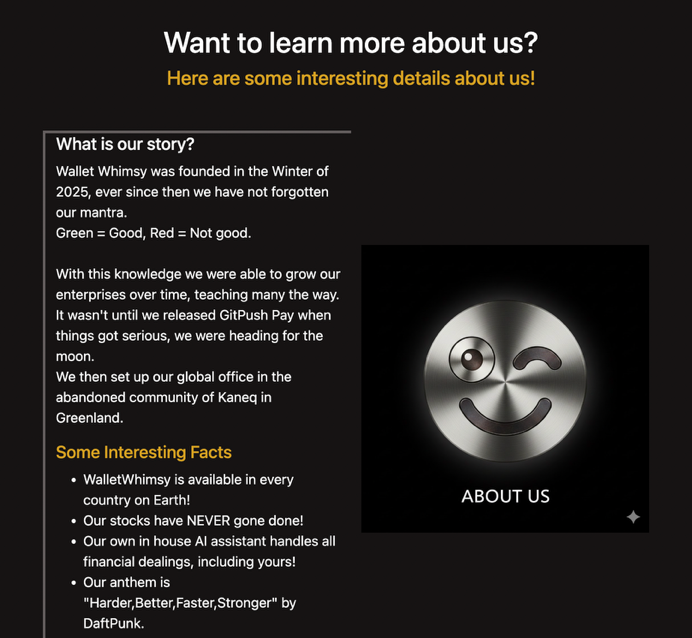 Want to learn more about us?
Here are some interesting details about us!
What is our story?
Wallet Whimsy was founded in the Winter of
2025, ever since then we have not forgotten
our mantra.
Green = Good, Red = Not good.
With this knowledge we were able to grow our
enterprises over time, teaching many the way.
It wasn't until we released GitPush Pay when
things got serious, we were heading for the
moon.
We then set up our global office in the
abandoned community of Kaneq in
Greenland.
Some Interesting Facts
• WalletWhimsy is available in every
country on Earth!
• Our stocks have NEVER gone done!
• Our own in house AI assistant handles all
financial dealings, including yours!
• Our anthem is
"Harder,Better,Faster,Stronger" by
DaftPunk.
ABOUT US